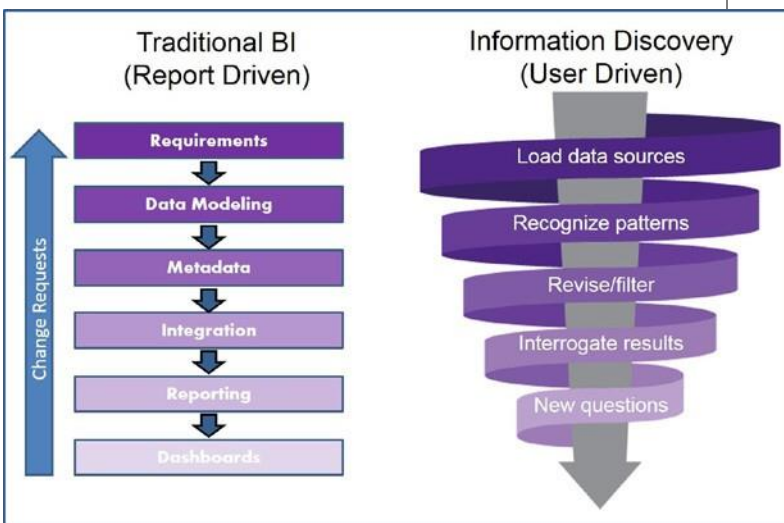 Traditional BI
(Report Driven)
Change Requests
Requirements
Data Modeling
Metadata
Integration
Reporting
Dashboards
Information Discovery
(User Driven)
Load data sources
Recognize patterns
Revise/filter
Interrogate results
New questions